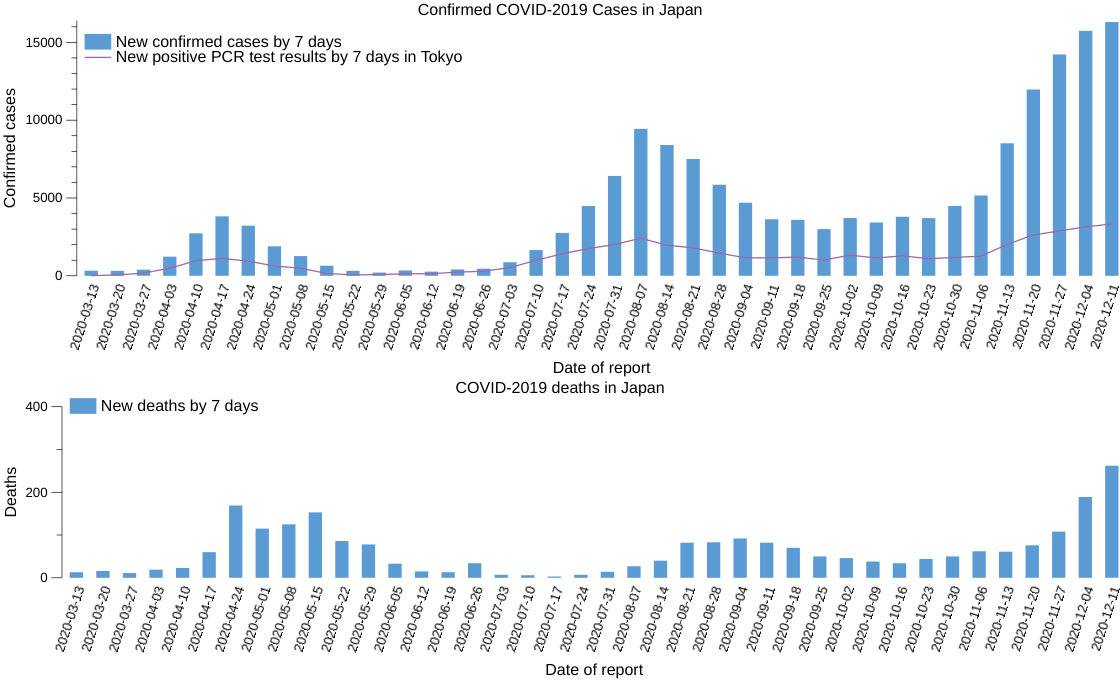 Confirmed COVID-2019 Cases in Japan
New confirmed cases by 7 days
New positive PCR test results by 7 days in Tokyo
Confirmed cases
15000
10000
5000
0
2020-03-13 2020-03-20 2020-03-27 2020-04-03 2020-04-10 2020-04-17 2020-04-24 2020-05-01 2020-05-08 2020-05-15 2020-05-22 2020-05-29 2020-06-05 2020-06-12 2020-06-19 2020-06-26 2020-07-03 2020-07-10 2020-07-17 2020-07-24 2020-07-31 2020-08-07 2020-08-14 2020-08-21 2020-08-28 2020-09-04 2020-09-11 2020-09-18 2020-09-25 2020-10-02 2020-10-09 2020-10-16 2020-10-23 2020-10-30 2020-11-06 2020-11-13 2020-11-20 2020-11-27 2020-12-04 2020-12-11
Date of report
COVID-2019 deaths in Japan
New deaths by 7 days
Deaths
400
200
0
2020-03-13 2020-03-20 2020-03-27 2020-04-03 2020-04-10 2020-04-17 2020-04-24 2020-05-01 2020-05-08 2020-05-15 2020-05-22 2020-05-29 2020-06-05 2020-06-12 2020-06-19 2020-06-26 2020-07-03 2020-07-10 2020-07-17 2020-07-24 2020-07-31 2020-08-07 2020-08-14 2020-08-21 2020-08-28 2020-09-04 2020-09-11 2020-09-18 2020-09-25 2020-10-02 2020-10-09 2020-10-16 2020-10-23 2020-10-30 2020-11-06 2020-11-13 2020-11-20 2020-11-27 2020-12-04 2020-12-11
Date of report